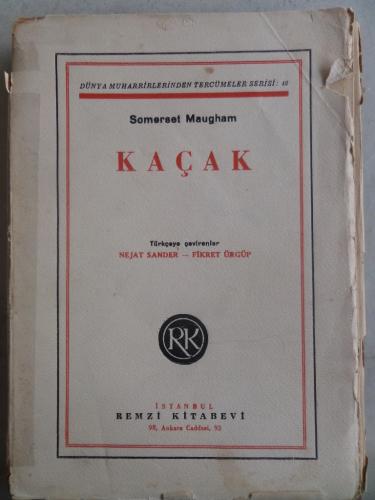 DÜNYA MUHARRİRLERİNDEN TERCÜMELER SERİSİ: 40
Somerset Maugham
KAÇAK
Türkçeye çevirenler
NEJAT SANDER — FİKRET ÜRGÜP
RK
İSTANBUL
REMZİ KİTABEVİ
98, Ankara Caddesi, 93